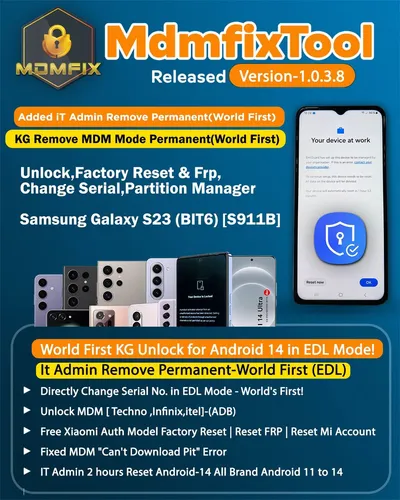 MdmfixTool
MDMFIX
Released Version-1.0.3.8
Added iT Admin Remove Permanent(World First)
KG Remove MDM Mode Permanent(World First)
Your device at work
Unlock,Factory Reset & Frp,
Change Serial,Partition Manager
Samsung Galaxy S23 (BIT6) [S911B]
Reset now
OK
14 Ultra
World First KG Unlock for Android 14 in EDL Mode!
It Admin Remove Permanent-World First (EDL)
Directly Change Serial No. in EDL Mode - World's First!
Unlock MDM [ Techno ,Infinix,itel]-(ADB)
Free Xiaomi Auth Model Factory Reset | Reset FRP | Reset Mi Account
Fixed MDM "Can't Download Pit" Error
IT Admin 2 hours Reset Android-14 All Brand Android 11 to 14